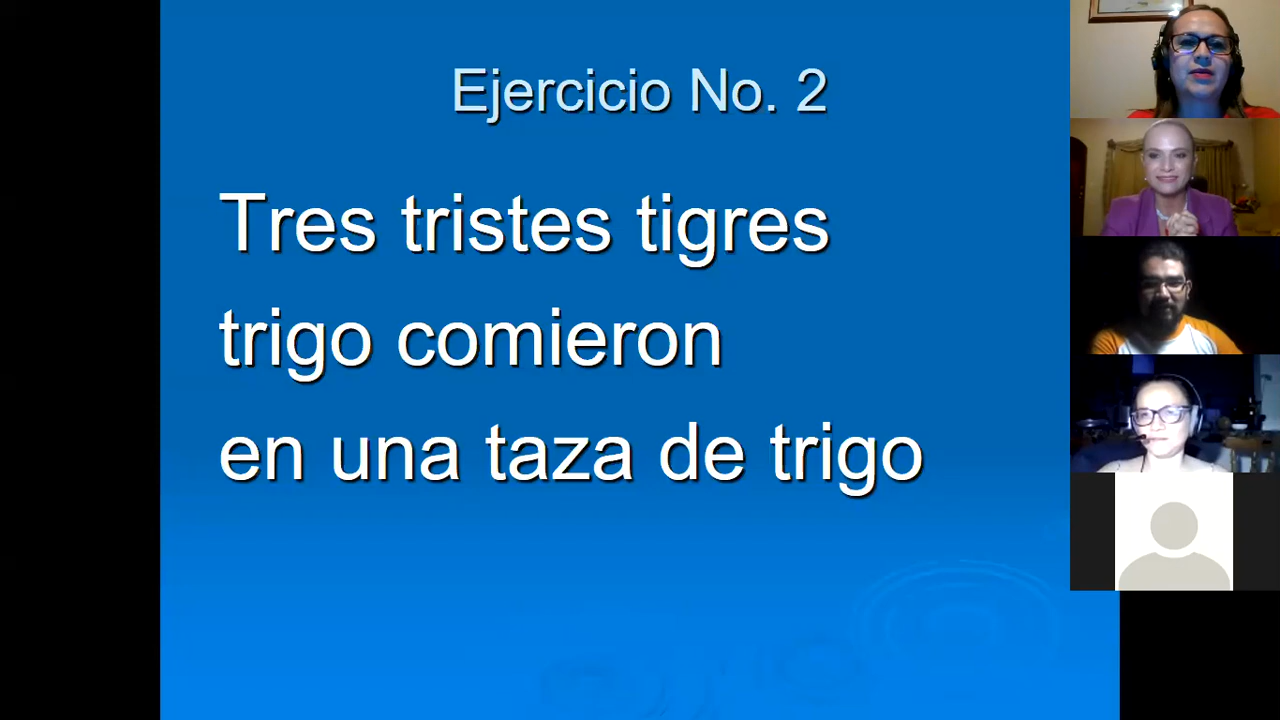 Ejercicio No. 2
Tres tristes tigres
trigo comieron
en una taza de trigo